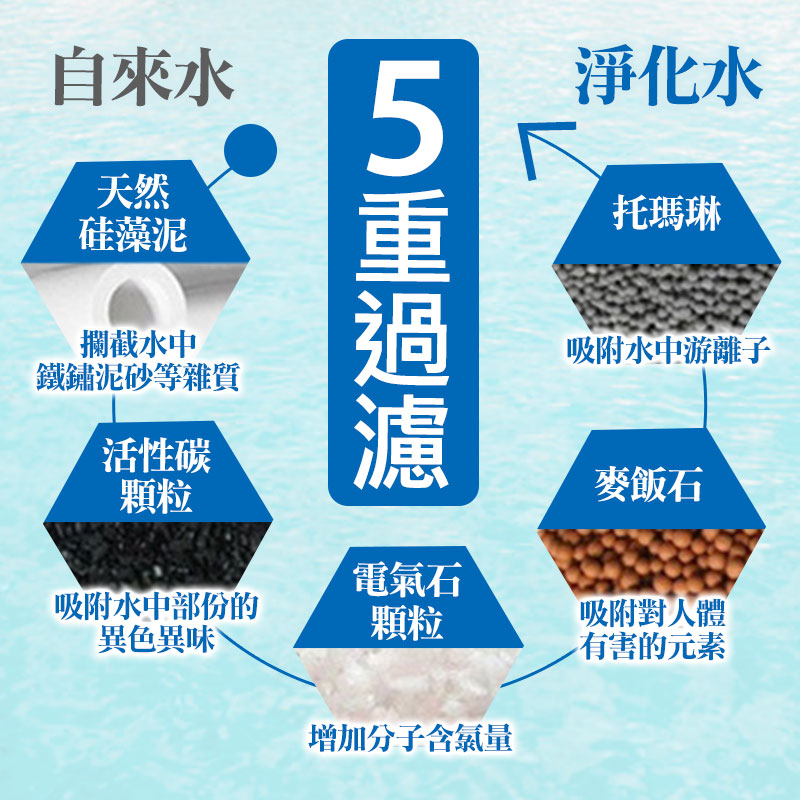 自來水
5重過濾
淨化水
天然
硅藻泥
攔截水中
鐵鏽泥砂等雜質
活性碳
顆粒
吸附水中部份的
異色異味
電氣石
顆粒
增加分子含氯量
麥飯石
吸附對人體
有害的元素
托瑪琳
吸附水中游離子